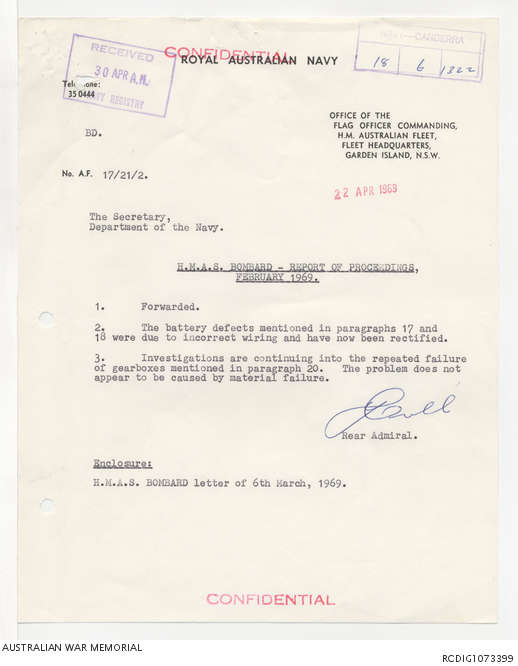 CONFIDENTIAL
RECEIVED
30 APR A.M.
REGISTRY
ROYAL AUSTRALIAN NAVY
CANBERRA
18 6 1322
35 0444
OFFICE OF THE
FLAG OFFICER COMMANDING,
H.M. AUSTRALIAN FLEET,
FLEET HEADQUARTERS,
GARDEN ISLAND, N.S.W.
BD.
No. A.F. 17/21/2.
22 APR 1969
The Secretary,
Department of the Navy.
H.M.A.S. BOMBARD - REPORT OF PROCEEDINGS,
FEBRUARY 1969.
1. Forwarded.
2. The battery defects mentioned in paragraphs 17 and
18 were due to incorrect wiring and have now been rectified.
3. Investigations are continuing into the repeated failure
of gearboxes mentioned in paragraph 20. The problem does not
appear to be caused by material failure.
Rear Admiral.
Enclosure:
H.M.A.S. BOMBARD letter of 6th March, 1969.
CONFIDENTIAL
AUSTRALIAN WAR MEMORIAL
RCDIG1073399